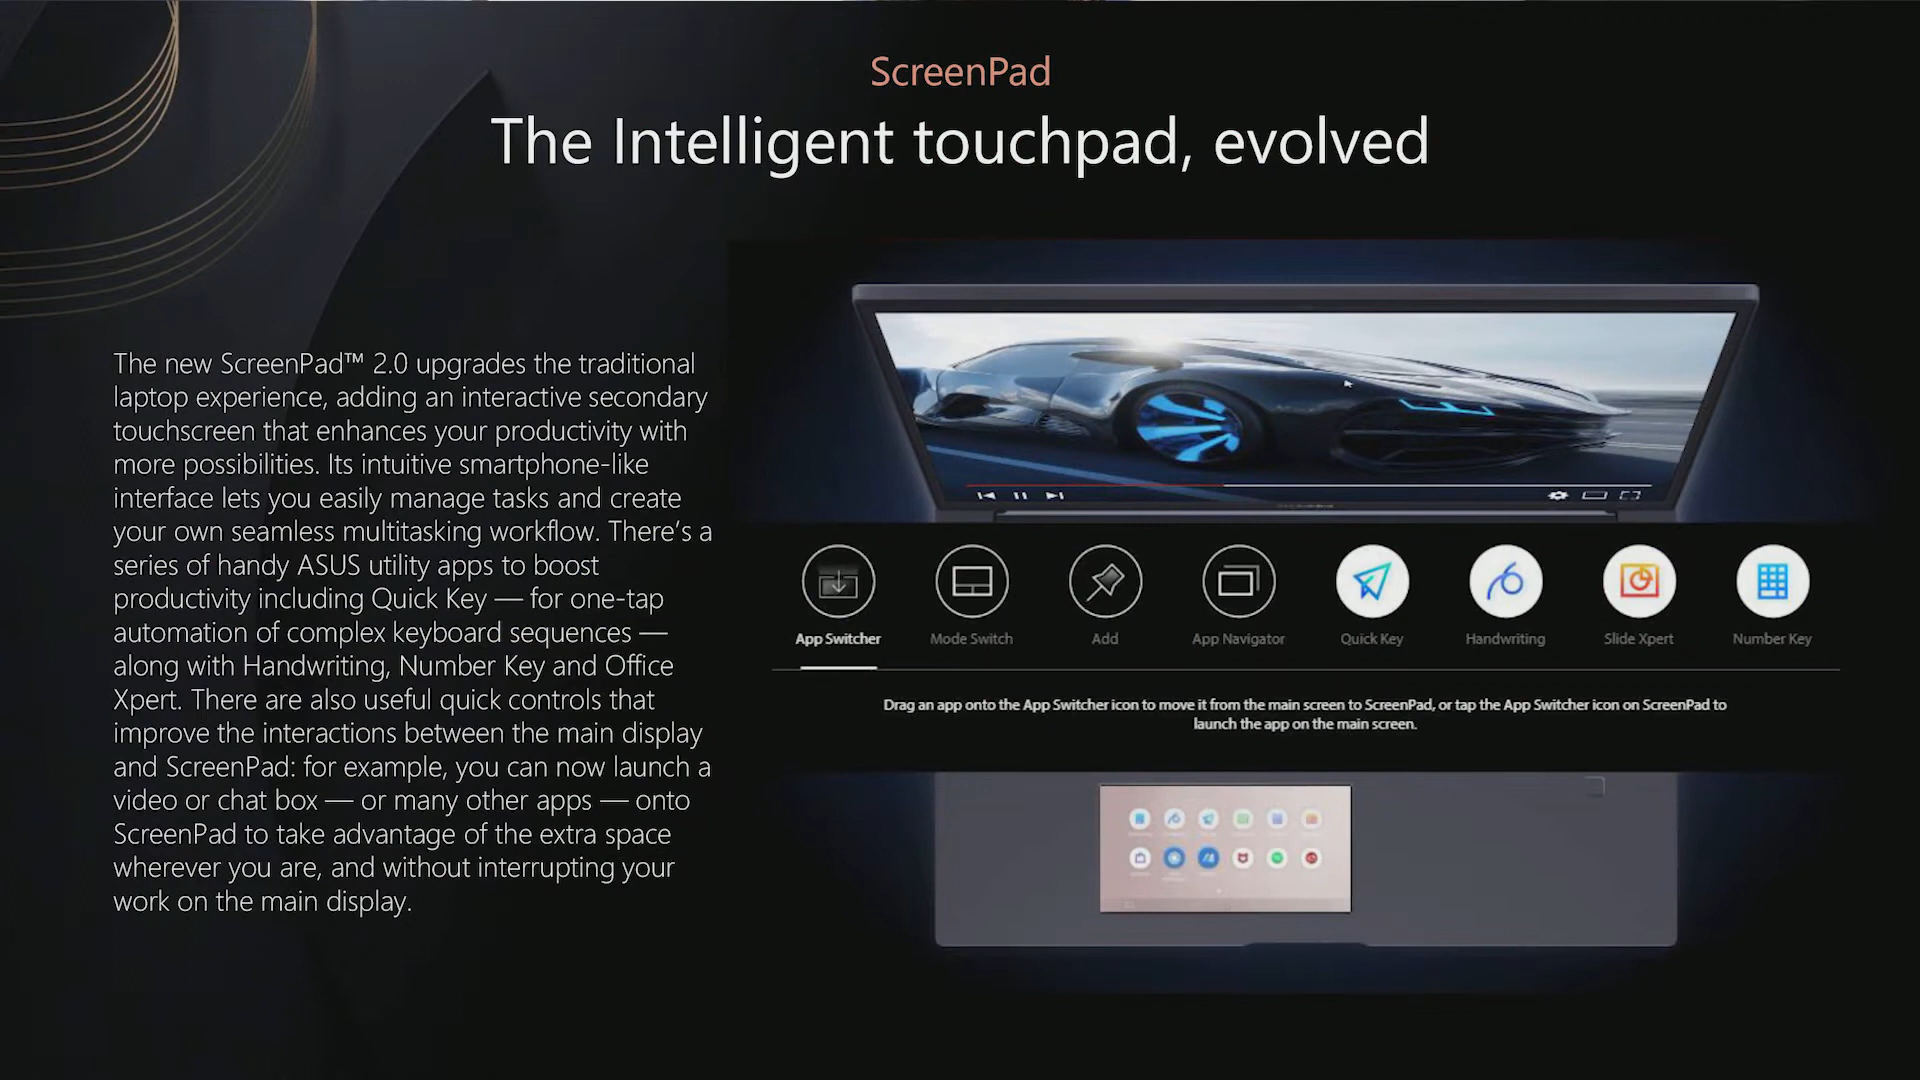 ScreenPad
The Intelligent touchpad, evolved
The new ScreenPad™ 2.0 upgrades the traditional
laptop experience, adding an interactive secondary
touchscreen that enhances your productivity with
more possibilities. Its intuitive smartphone-like
interface lets you easily manage tasks and create
your own seamless multitasking workflow. There’s a
series of handy ASUS utility apps to boost
productivity including Quick Key — for one-tap
automation of complex keyboard sequences —
along with Handwriting, Number Key and Office
Xpert. There are also useful quick controls that
improve the interactions between the main display
and ScreenPad: for example, you can now launch a
video or chat box — or many other apps — onto
ScreenPad to take advantage of the extra space
wherever you are, and without interrupting your
work on the main display.
App Switcher Mode Switch Add App Navigator Quick Key Handwriting Slide Xpert Number Key
Drag an app onto the App Switcher icon to move it from the main screen to ScreenPad, or tap the App Switcher icon on ScreenPad to
launch the app on the main screen.